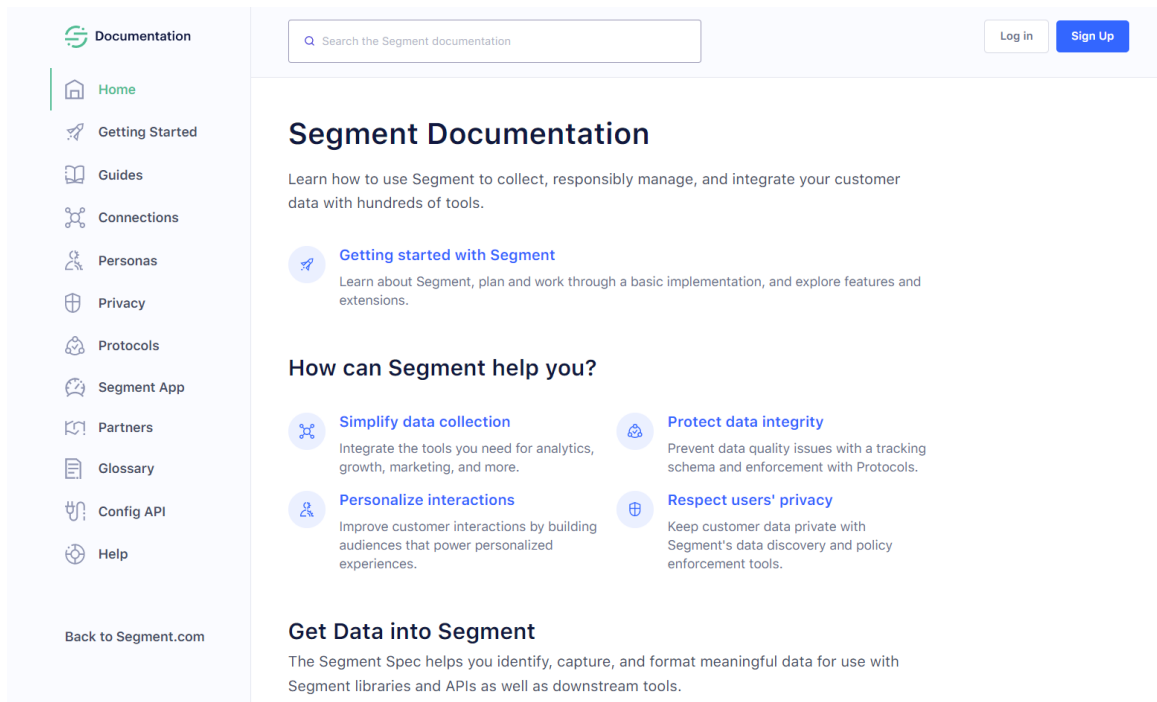 Documentation
Search the Segment documentation
Log in
Sign Up
Home
Getting Started
Guides
Connections
Personas
Privacy
Protocols
Segment App
Partners
Glossary
Config API
Help
Back to Segment.com
Segment Documentation
Learn how to use Segment to collect, responsibly manage, and integrate your customer
data with hundreds of tools.
Getting started with Segment
Learn about Segment, plan and work through a basic implementation, and explore features and
extensions.
How can Segment help you?
Simplify data collection
Integrate the tools you need for analytics,
growth, marketing, and more.
Protect data integrity
Prevent data quality issues with a tracking
schema and enforcement with Protocols.
Personalize interactions
Improve customer interactions by building
audiences that power personalized
experiences.
Respect users' privacy
Keep customer data private with
Segment's data discovery and policy
enforcement tools.
Get Data into Segment
The Segment Spec helps you identify, capture, and format meaningful data for use with
Segment libraries and APIs as well as downstream tools.